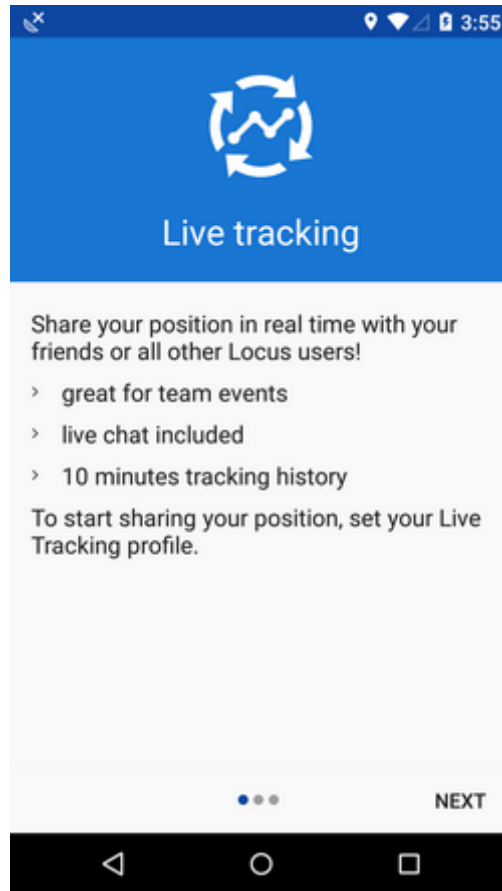 3:55
Live tracking
Share your position in real time with your
friends or all other Locus users!
great for team events
live chat included
10 minutes tracking history
To start sharing your position, set your Live
Tracking profile.
NEXT